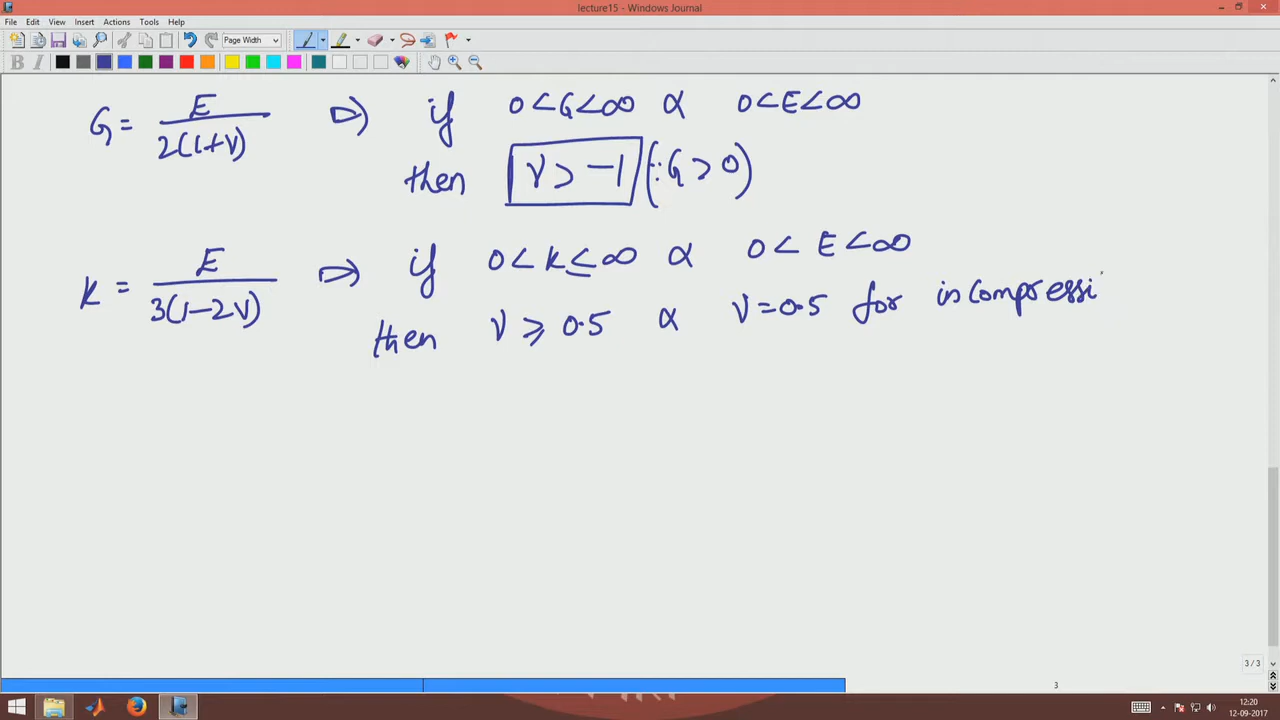 lecture15 - Windows Journal
File Edit View Insert Actions Tools Help
Page Width
B I
G = E / 2(1+ν) ⇒ if 0<G<∞ & 0<E<∞
then ν > −1 (∵ G > 0)
K = E / 3(1−2ν) ⇒ if 0 < K ≤ ∞ & 0 < E < ∞
then ν ⩾ 0.5 & ν = 0.5 for incompressi
3 / 3
3
12:20
12-09-2017